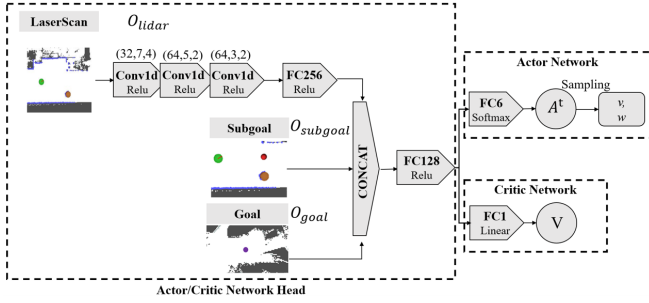 LaserScan
O_lidar
(32,7,4) (64,5,2) (64,3,2)
Conv1d Conv1d Conv1d FC256
Relu Relu Relu Relu
Subgoal
O_subgoal
Goal
O_goal
CONCAT
FC128
Relu
Actor/Critic Network Head
Actor Network
Sampling
FC6
Softmax
A^t
v,
w
Critic Network
FC1
Linear
V